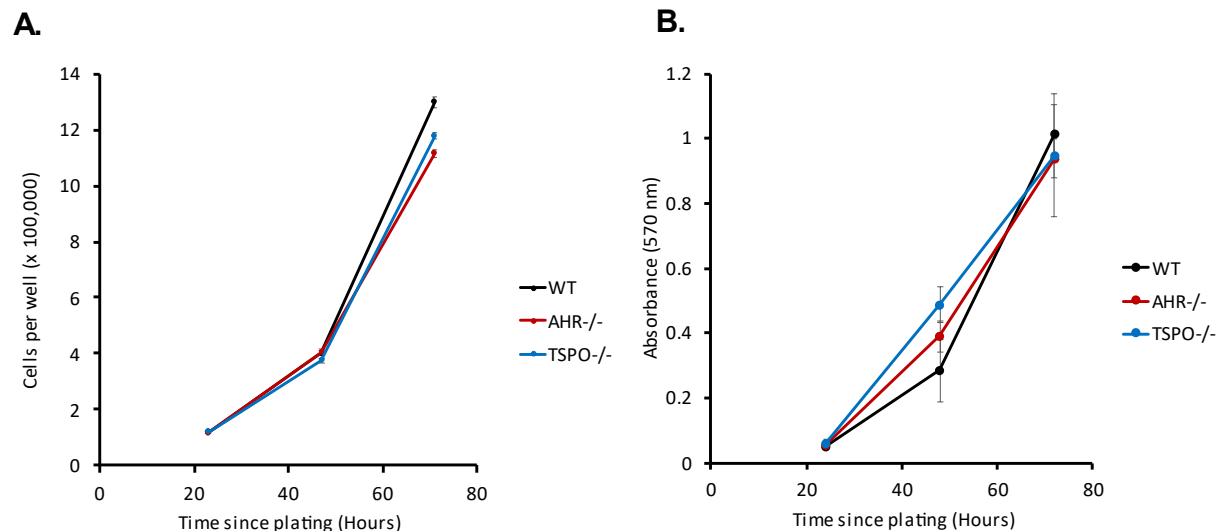 A.
14
12
10
8
6
4
2
0
0 20 40 60 80
Cells per well (x 100,000)
Time since plating (Hours)
WT
AHR-/-
TSPO-/-
B.
1.2
1
0.8
0.6
0.4
0.2
0
0 20 40 60 80
Absorbance (570 nm)
Time since plating (Hours)
WT
AHR-/-
TSPO-/-